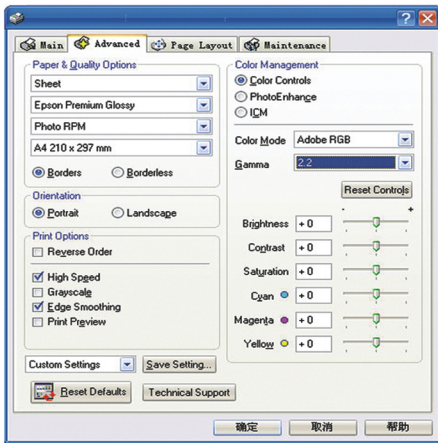 Main
Advanced
Page Layout
Maintenance
Paper & Quality Options
Sheet
Epson Premium Glossy
Photo RPM
A4 210 x 297 mm
Borders
Borderless
Orientation
Portrait
Landscape
Print Options
Reverse Order
High Speed
Grayscale
Edge Smoothing
Print Preview
Custom Settings
Save Setting...
Reset Defaults
Technical Support
Color Management
Color Controls
PhotoEnhance
ICM
Color Mode Adobe RGB
Gamma 2.2
Reset Controls
- +
Brightness + 0
Contrast + 0
Saturation + 0
Cyan + 0
Magenta + 0
Yellow + 0
确定 取消 帮助